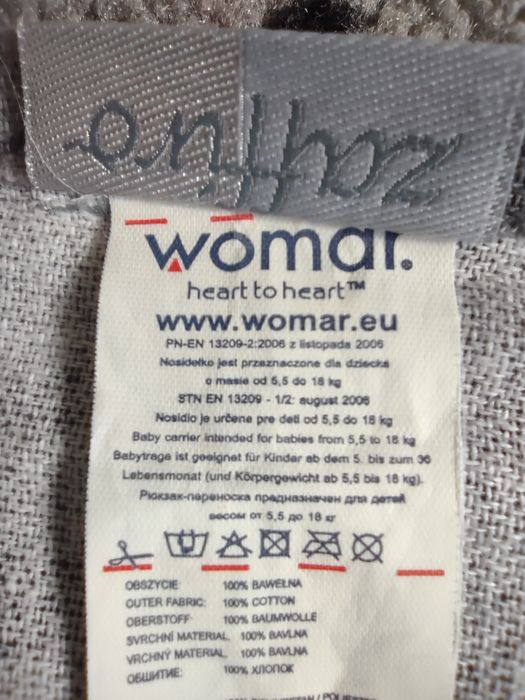 zaffiro
womar.
heart to heart™
www.womar.eu
PN-EN 13209-2:2006 z listopada 2006
Nosidełko jest przeznaczone dla dziecka
o masie od 5,5 do 18 kg
STN EN 13209 - 1/2: august 2006
Nosidlo je určene pre deti od 5,5 do 18 kg
Baby carrier intended for babies from 5,5 to 18 kg
Babytrage ist geeignet für Kinder ab dem 5. bis zum 36
Lebensmonat (und Körpergewicht ab 5,5 bis 18 kg).
Рюкзак-переноска предназначен для детей
весом от 5,5 до 18 кг
OBSZYCIE: 100% BAWEŁNA
OUTER FABRIC: 100% COTTON
OBERSTOFF: 100% BAUMWOLLE
SVRCHNI MATERIAL 100% BAVLNA
VRCHNÝ MATERIAL: 100% BAVLNA
ОБШИТИЕ: 100% ХЛОПОК